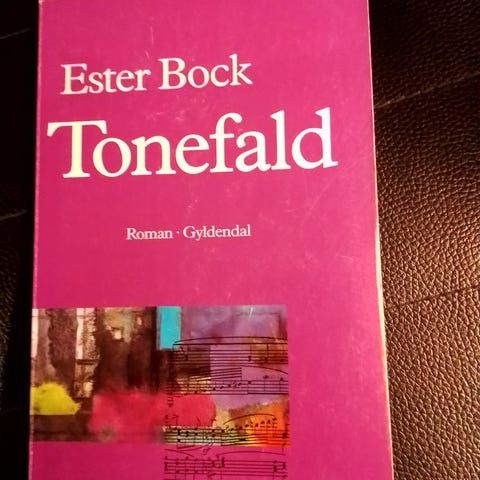 Ester Bock
Tonefald
Roman · Gyldendal